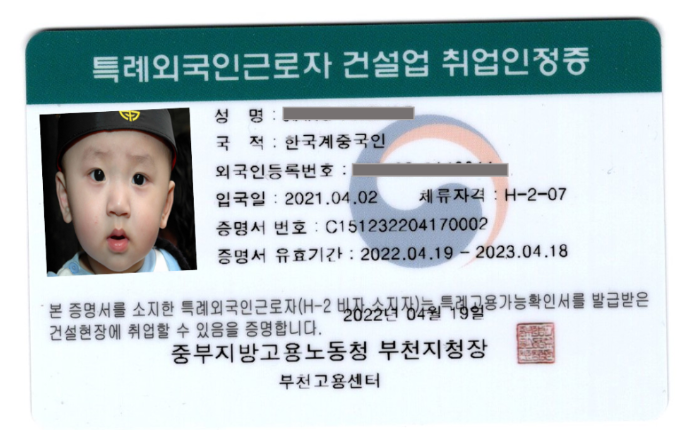 특례외국인근로자 건설업 취업인정증
성 명 :
국 적 : 한국계중국인
외국인등록번호 :
입국일 : 2021.04.02 체류자격 : H-2-07
증명서 번호 : C151232204170002
증명서 유효기간 : 2022.04.19 - 2023.04.18
본 증명서를 소지한 특례외국인근로자(H-2 비자 소지자)는 특례고용가능확인서를 발급받은
건설현장에 취업할 수 있음을 증명합니다.
2022년 04월 19일
중부지방고용노동청 부천지청장
부천고용센터